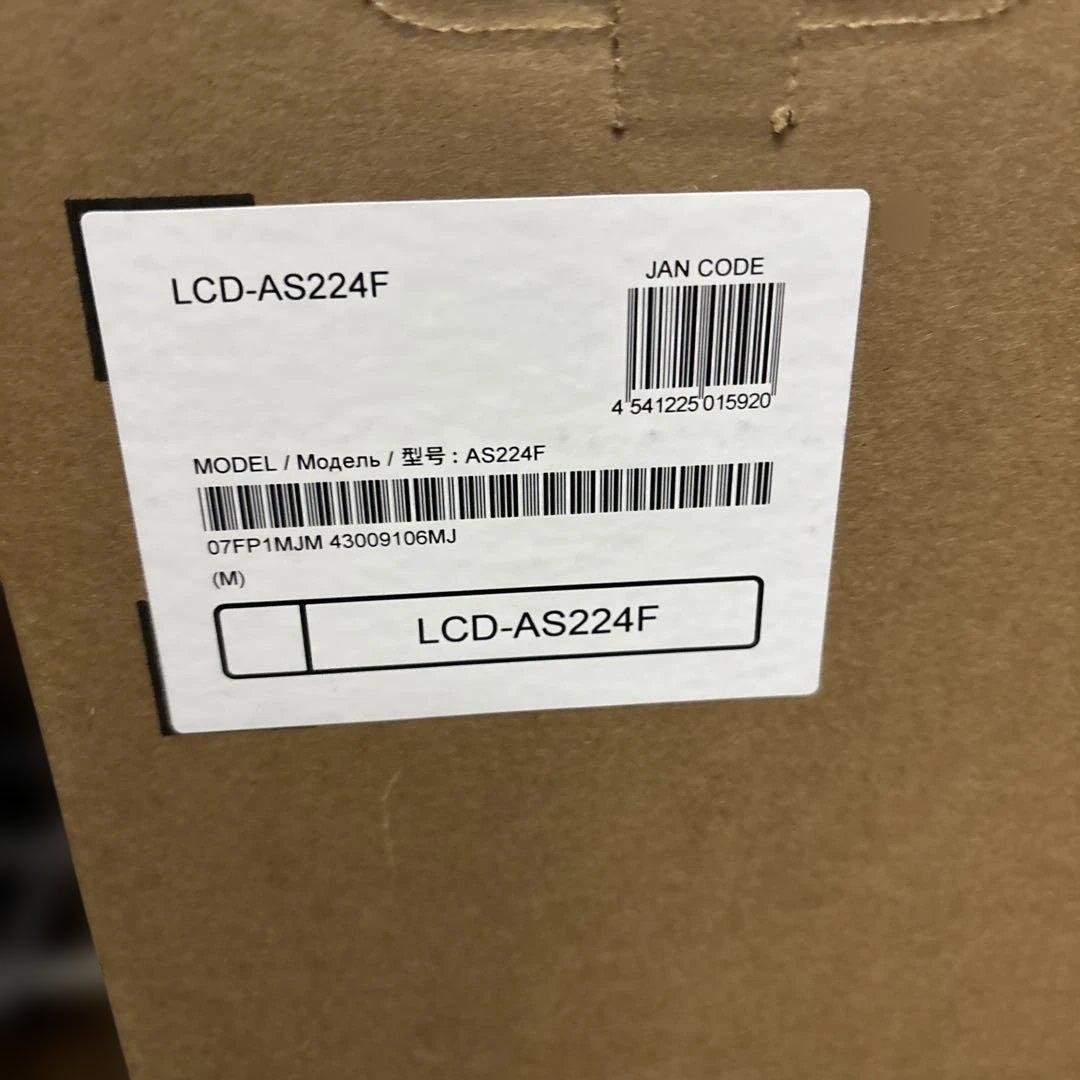 LCD-AS224F
JAN CODE
4 541225 015920
MODEL / Модель / 型号 : AS224F
07FP1MJM 43009106MJ
(M)
LCD-AS224F